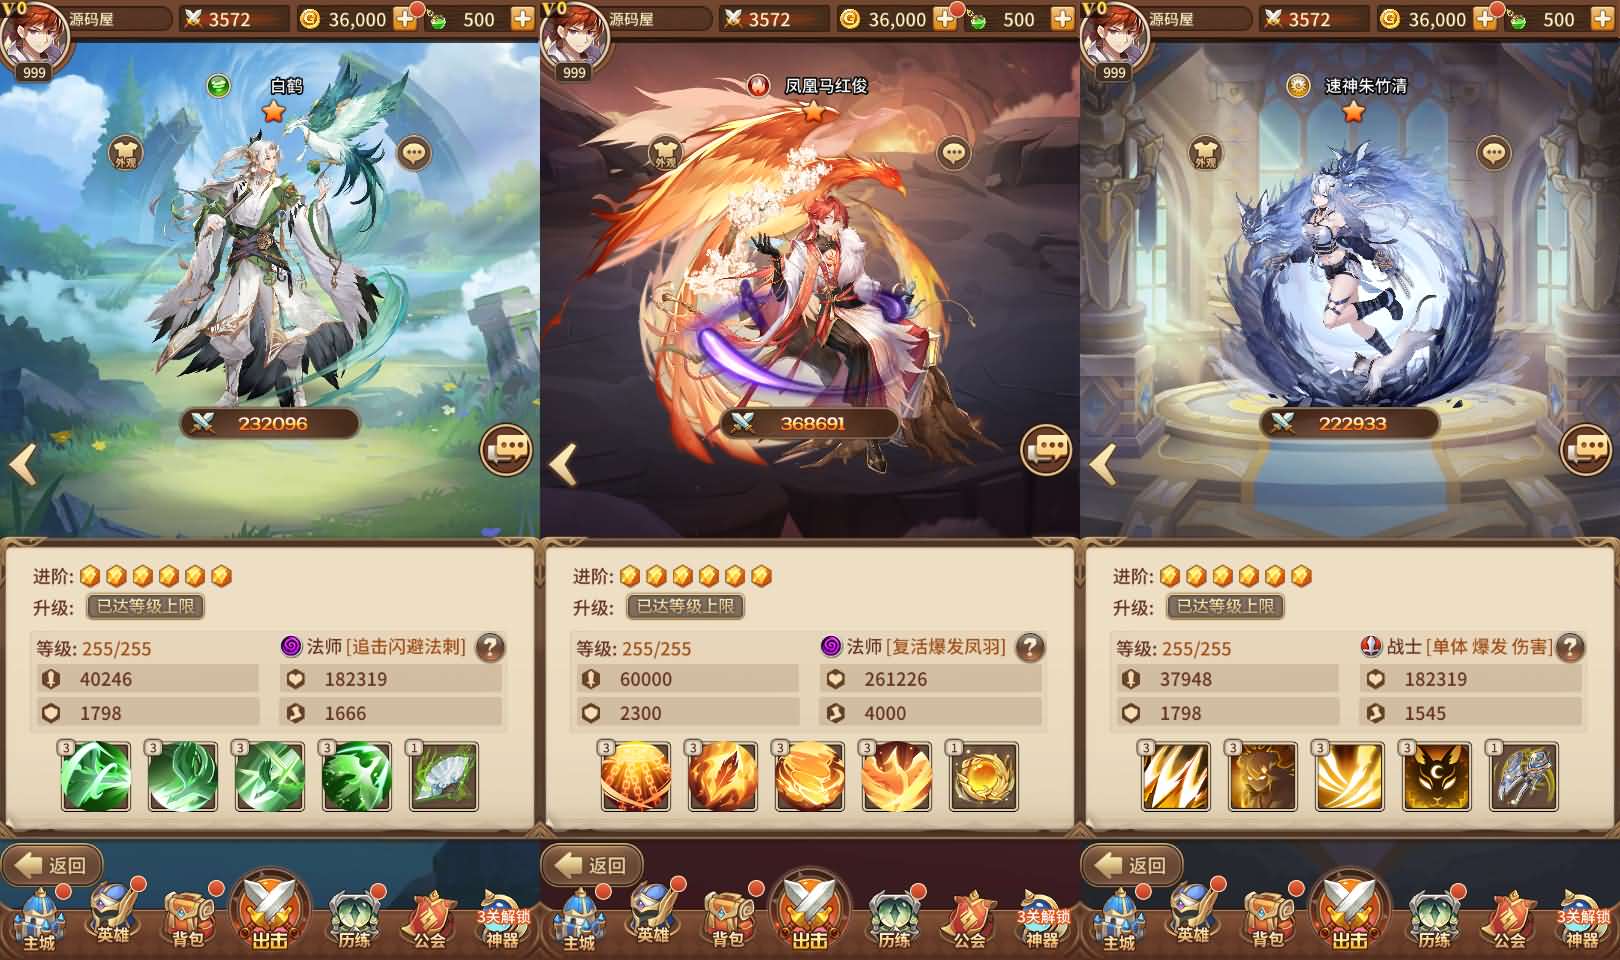 V0
源码屋
3572
36,000
500
999
白鹤
外观
232096
进阶:
升级:
已达等级上限
等级: 255/255
法师 [追击闪避法刺]
?
40246
182319
1798
1666
3
3
3
3
1
返回
主城
英雄
背包
出击
历练
公会
3关解锁
神器
V0
源码屋
3572
36,000
500
999
凤凰马红俊
外观
368691
进阶:
升级:
已达等级上限
等级: 255/255
法师 [复活爆发凤羽]
?
60000
261226
2300
4000
3
3
3
3
1
返回
主城
英雄
背包
出击
历练
公会
3关解锁
神器
V0
源码屋
3572
36,000
500
999
速神朱竹清
外观
222933
进阶:
升级:
已达等级上限
等级: 255/255
战士 [单体 爆发 伤害]
?
37948
182319
1798
1545
3
3
3
3
1
返回
主城
英雄
背包
出击
历练
公会
3关解锁
神器